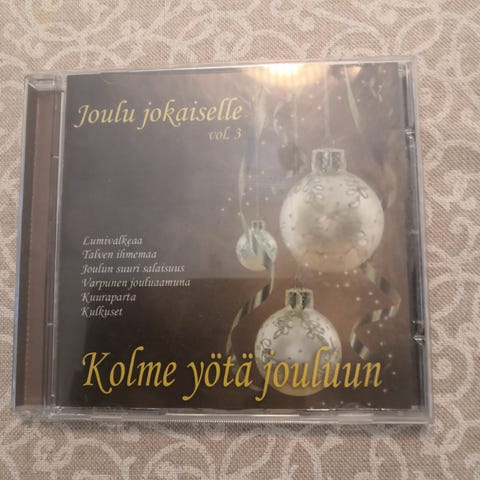 Joulu jokaiselle
vol. 3
Lumivalkeaa
Talven ihmemaa
Joulun suuri salaisuus
Varpunen jouluaamuna
Kuuraparta
Kulkuset
Kolme yötä jouluun